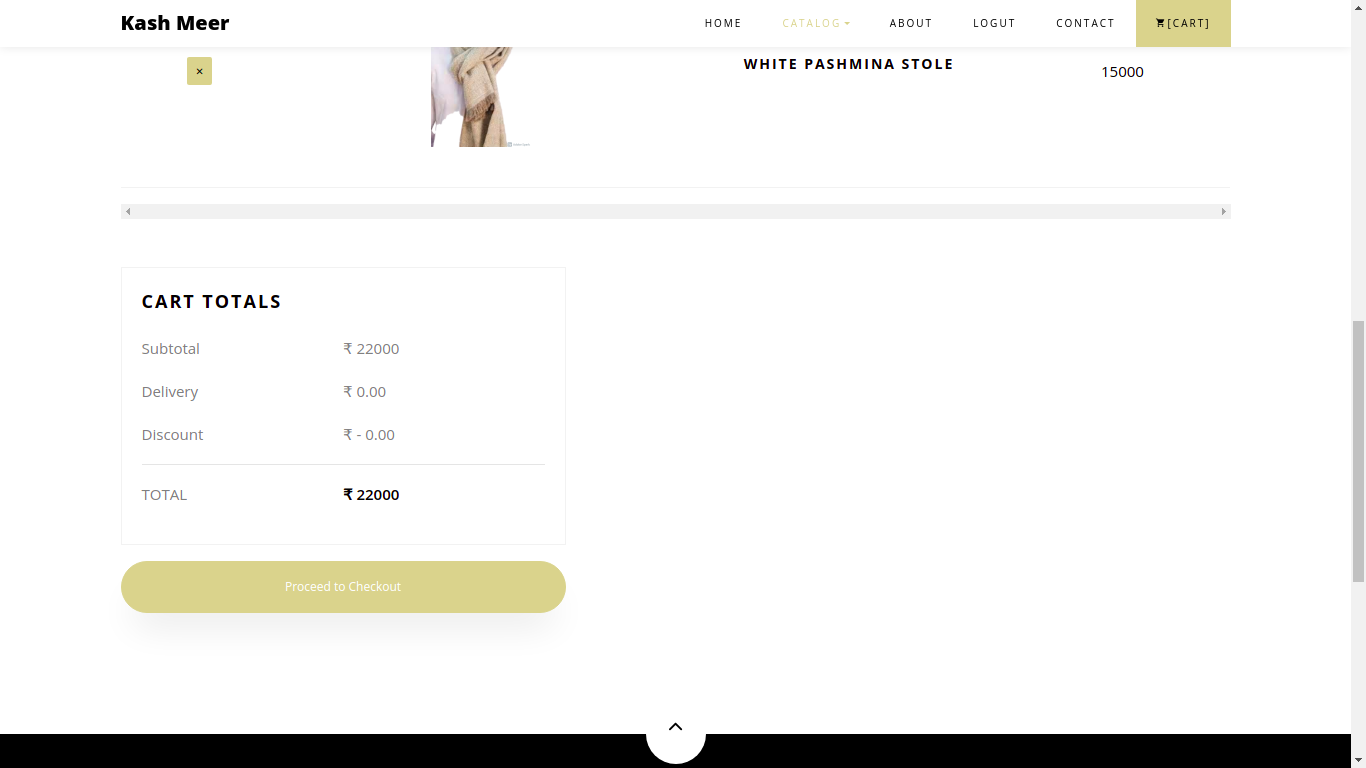 Kash Meer
HOME CATALOG ABOUT LOGUT CONTACT [CART]
×
WHITE PASHMINA STOLE
15000
CART TOTALS
Subtotal ₹ 22000
Delivery ₹ 0.00
Discount ₹ - 0.00
TOTAL ₹ 22000
Proceed to Checkout